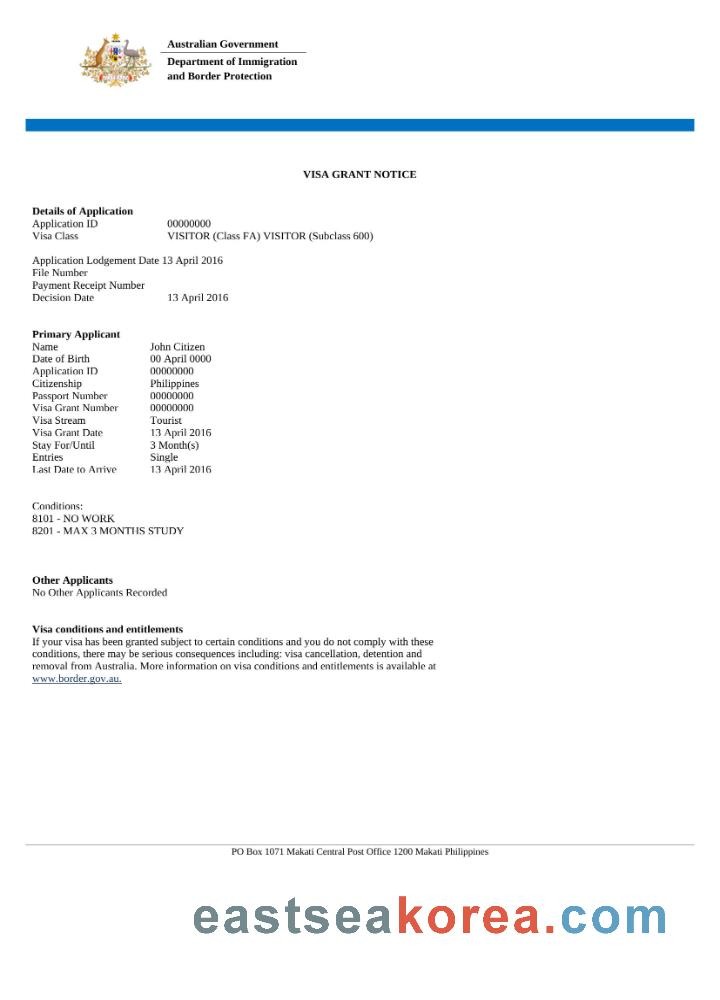 Australian Government
Department of Immigration
and Border Protection
VISA GRANT NOTICE
Details of Application
Application ID 00000000
Visa Class VISITOR (Class FA) VISITOR (Subclass 600)
Application Lodgement Date 13 April 2016
File Number
Payment Receipt Number
Decision Date 13 April 2016
Primary Applicant
Name John Citizen
Date of Birth 00 April 0000
Application ID 00000000
Citizenship Philippines
Passport Number 00000000
Visa Grant Number 00000000
Visa Stream Tourist
Visa Grant Date 13 April 2016
Stay For/Until 3 Month(s)
Entries Single
Last Date to Arrive 13 April 2016
Conditions:
8101 - NO WORK
8201 - MAX 3 MONTHS STUDY
Other Applicants
No Other Applicants Recorded
Visa conditions and entitlements
If your visa has been granted subject to certain conditions and you do not comply with these
conditions, there may be serious consequences including: visa cancellation, detention and
removal from Australia. More information on visa conditions and entitlements is available at
www.border.gov.au.
PO Box 1071 Makati Central Post Office 1200 Makati Philippines
eastseakorea.com